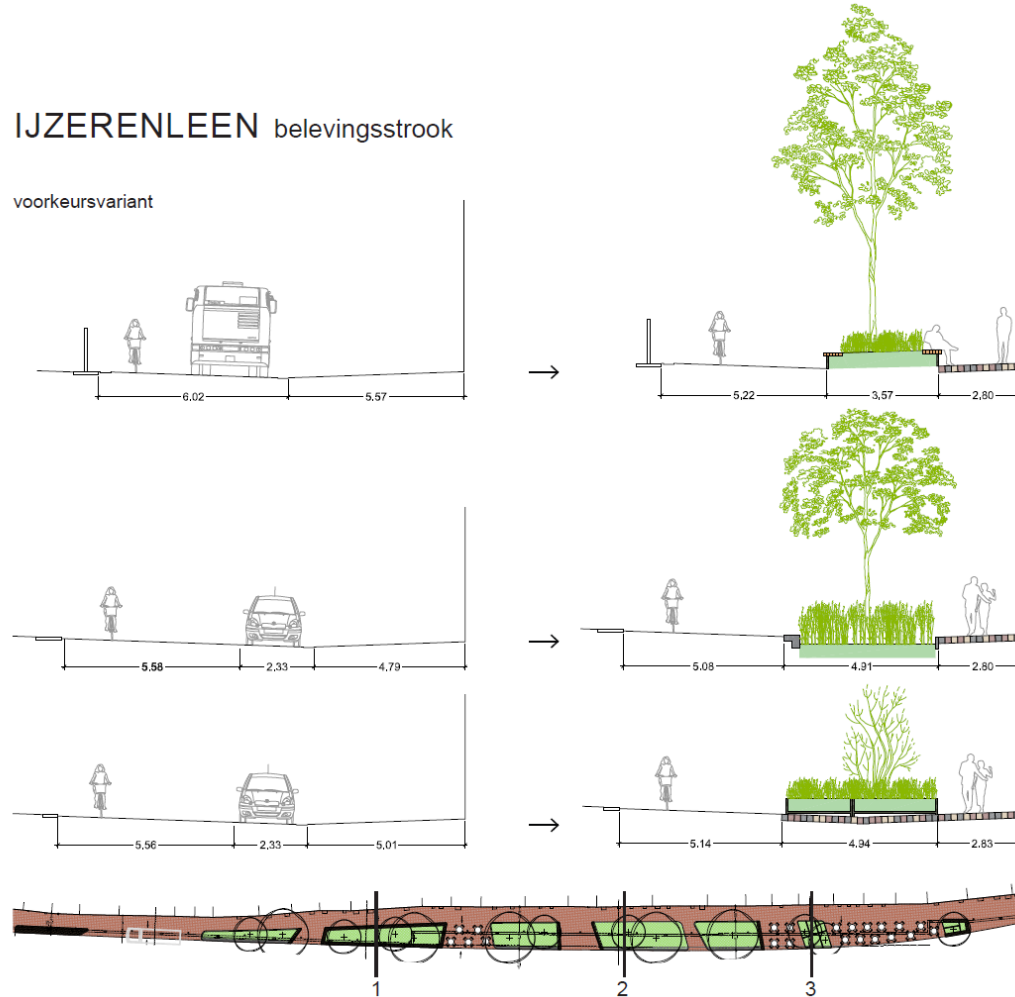 IJZERENLEEN belevingsstrook
voorkeursvariant
6,02 5,57
5,22 3,57 2,80
5,58 2,33 4,79
5,08 4,91 2,80
5,56 2,33 5,01
5,14 4,94 2,83
1 2 3